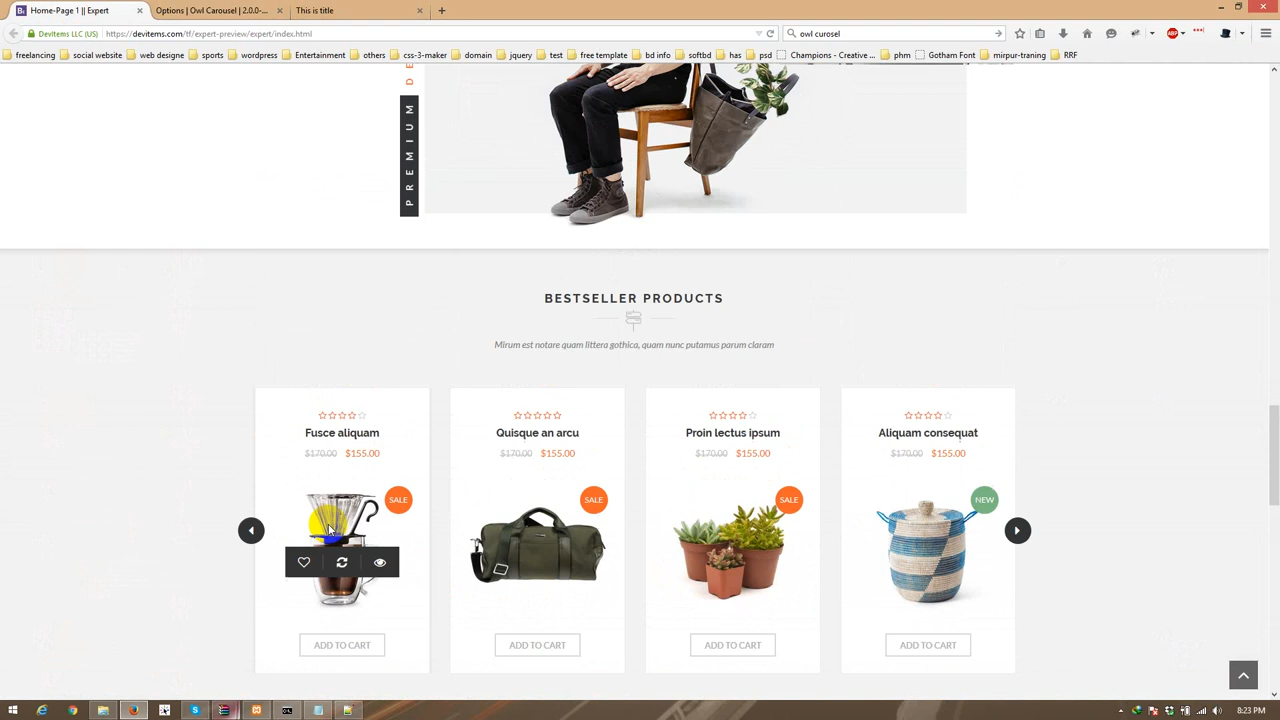 Home-Page 1 || Expert
Options | Owl Carousel | 2.0.0-...
This is title
Devitems LLC (US)
https://devitems.com/tf/expert-preview/expert/index.html
owl curosel
freelancing
social website
web designe
sports
wordpress
Entertainment
others
css-3-maker
domain
jquery
test
free template
bd info
softbd
has
psd
Champions - Creative ...
phm
Gotham Font
mirpur-traning
RRF
PREMIUM DE
BESTSELLER PRODUCTS
Mirum est notare quam littera gothica, quam nunc putamus parum claram
Fusce aliquam
$170.00 $155.00
SALE
ADD TO CART
Quisque an arcu
$170.00 $155.00
SALE
ADD TO CART
Proin lectus ipsum
$170.00 $155.00
SALE
ADD TO CART
Aliquam consequat
$170.00 $155.00
NEW
ADD TO CART
8:23 PM